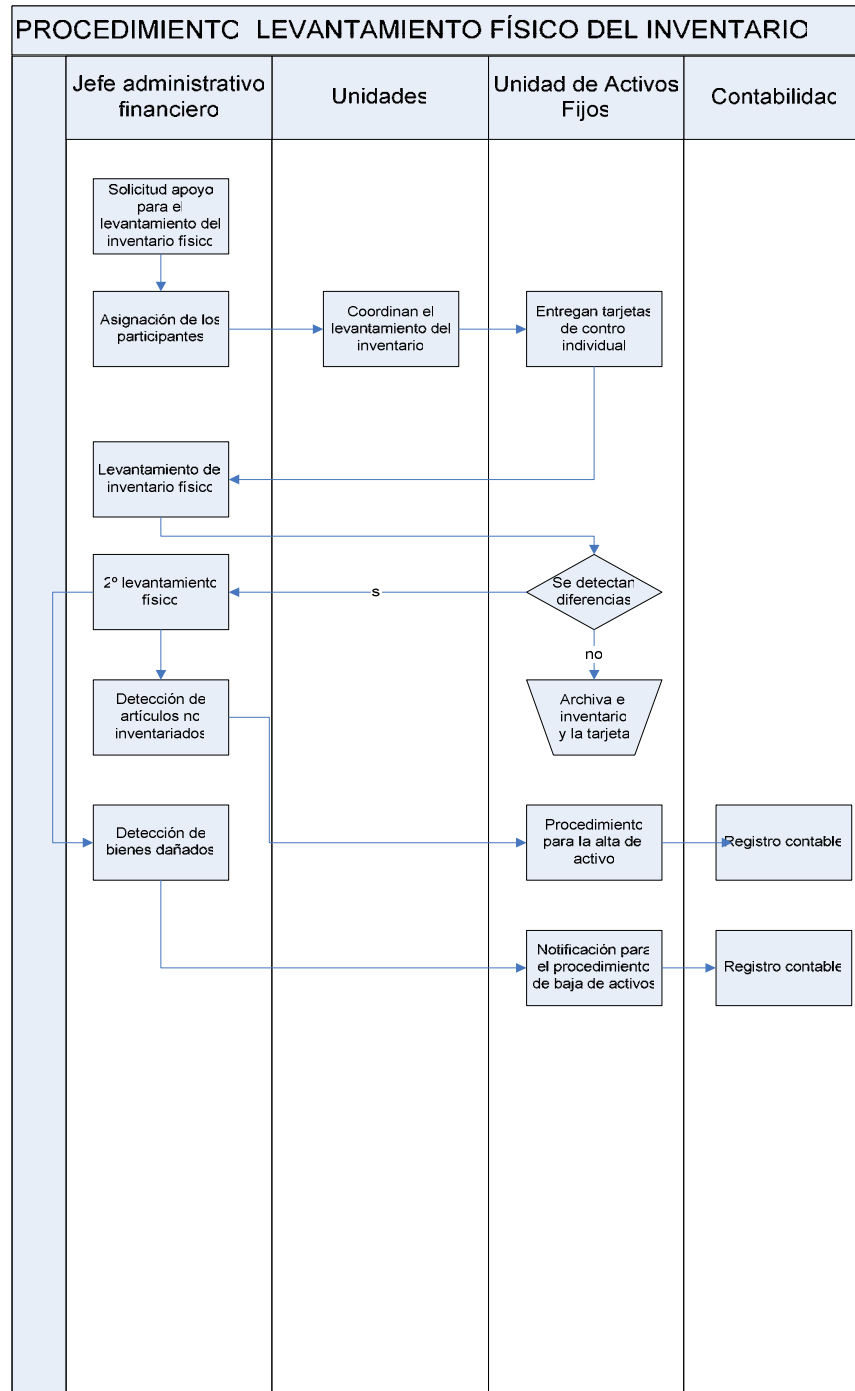 PROCEDIMIENTO LEVANTAMIENTO FÍSICO DEL INVENTARIO
Jefe administrativo
financiero
Unidades
Unidad de Activos
Fijos
Contabilidad
Solicitud apoyo
para el
levantamiento del
inventario físico
Asignación de los
participantes
Coordinan el
levantamiento del
inventario
Entregan tarjetas
de contro
individual
Levantamiento de
inventario físico
Se detectan
diferencias
s
2º levantamiento
físico
no
Detección de
artículos no
inventariados
Archiva e
inventario
y la tarjeta
Detección de
bienes dañados
Procedimiento
para la alta de
activo
Registro contable
Notificación para
el procedimiento
de baja de activos
Registro contable